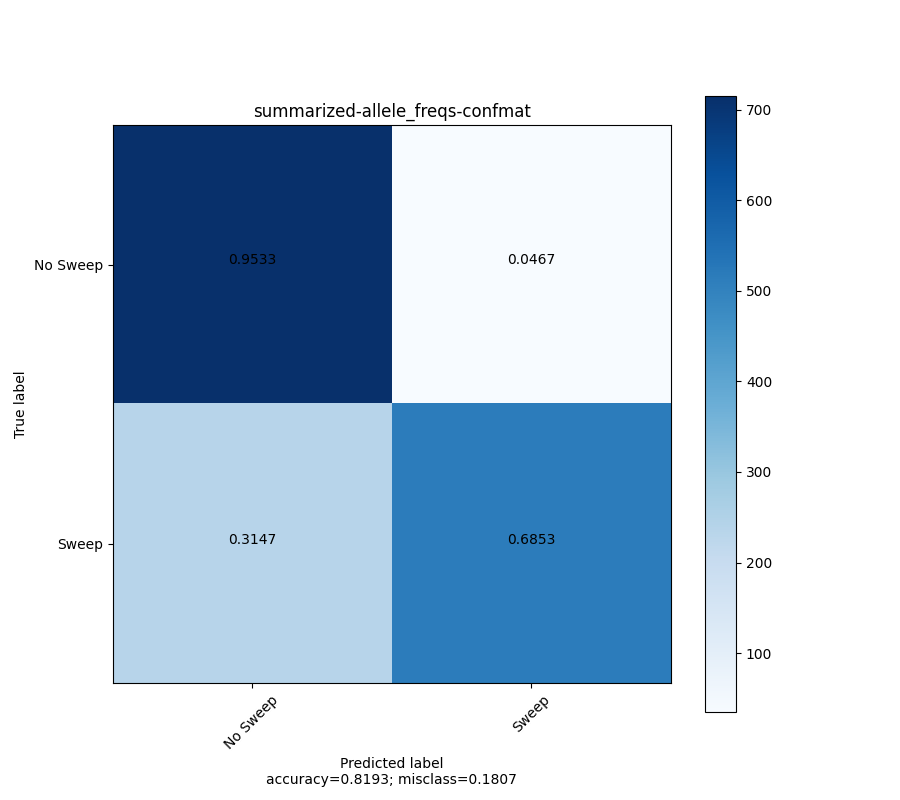 summarized-allele_freqs-confmat
True label
No Sweep
0.9533
0.0467
Sweep
0.3147
0.6853
No Sweep
Sweep
Predicted label
accuracy=0.8193; misclass=0.1807
700
600
500
400
300
200
100